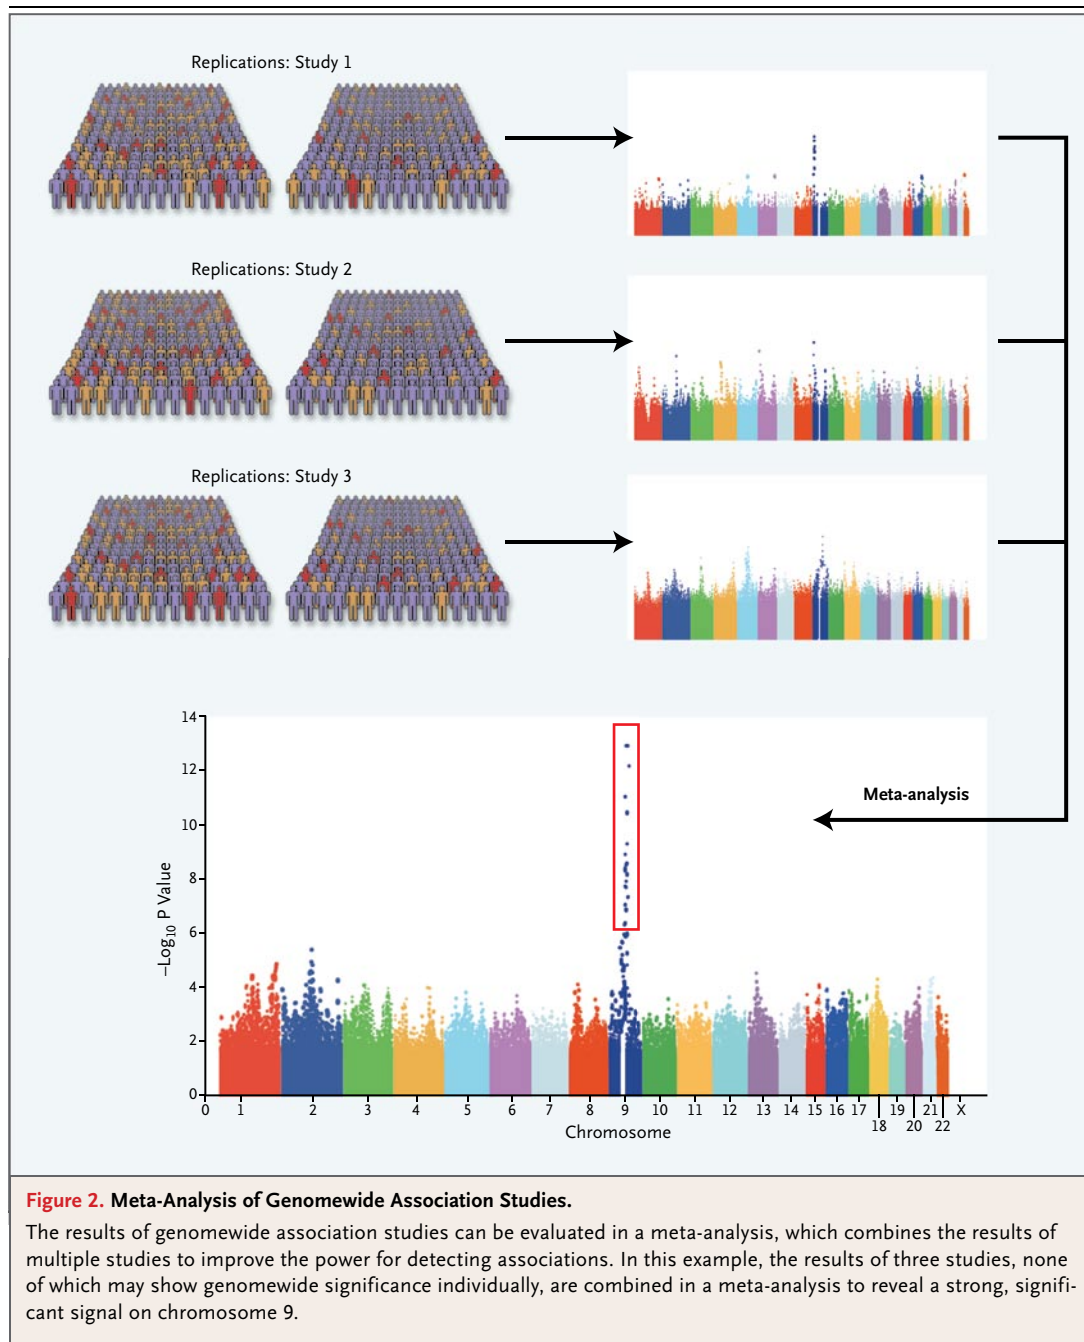 Replications: Study 1
Replications: Study 2
Replications: Study 3
14
12
10
8
6
4
2
0
–Log₁₀ P Value
Meta-analysis
0 1 2 3 4 5 6 7 8 9 10 11 12 13 14 15 16 17 18 19 20 21 22 X
Chromosome
Figure 2. Meta-Analysis of Genomewide Association Studies.
The results of genomewide association studies can be evaluated in a meta-analysis, which combines the results of
multiple studies to improve the power for detecting associations. In this example, the results of three studies, none
of which may show genomewide significance individually, are combined in a meta-analysis to reveal a strong, signifi-
cant signal on chromosome 9.